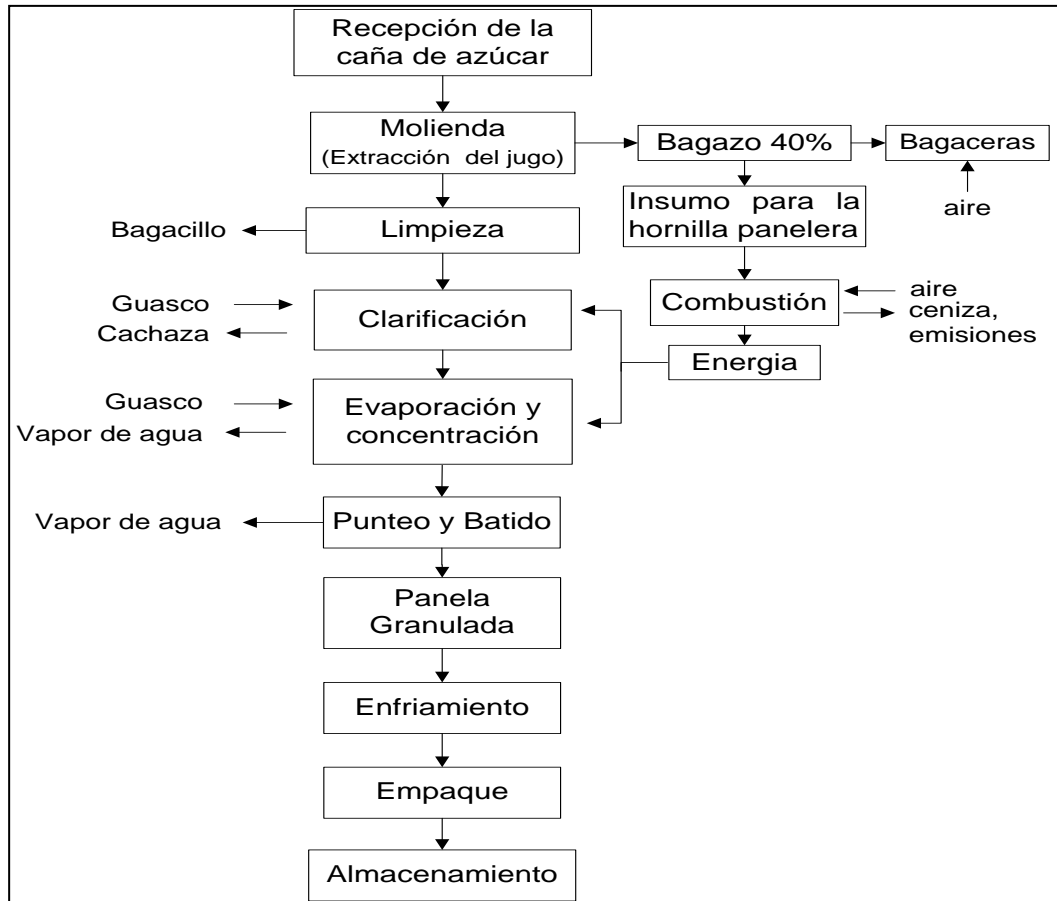 Recepción de la
caña de azúcar
Molienda
(Extracción del jugo)
Bagazo 40%
Bagaceras
aire
Insumo para la
hornilla panelera
Bagacillo
Limpieza
Guasco
Cachaza
Clarificación
Combustión
aire
ceniza,
emisiones
Energia
Guasco
Vapor de agua
Evaporación y
concentración
Vapor de agua
Punteo y Batido
Panela
Granulada
Enfriamiento
Empaque
Almacenamiento